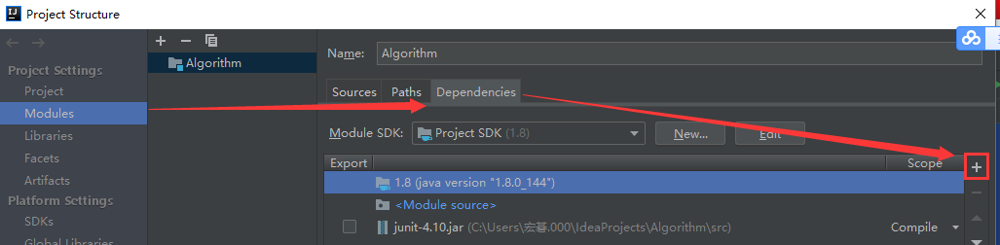 IJ Project Structure
Project Settings
Project
Modules
Libraries
Facets
Artifacts
Platform Settings
SDKs
Global Libraries
Algorithm
Name: Algorithm
Sources Paths Dependencies
Module SDK: Project SDK (1.8) New... Edit
Export Scope
1.8 (java version "1.8.0_144")
<Module source>
junit-4.10.jar (C:\Users\宏碁.000\IdeaProjects\Algorithm\src) Compile